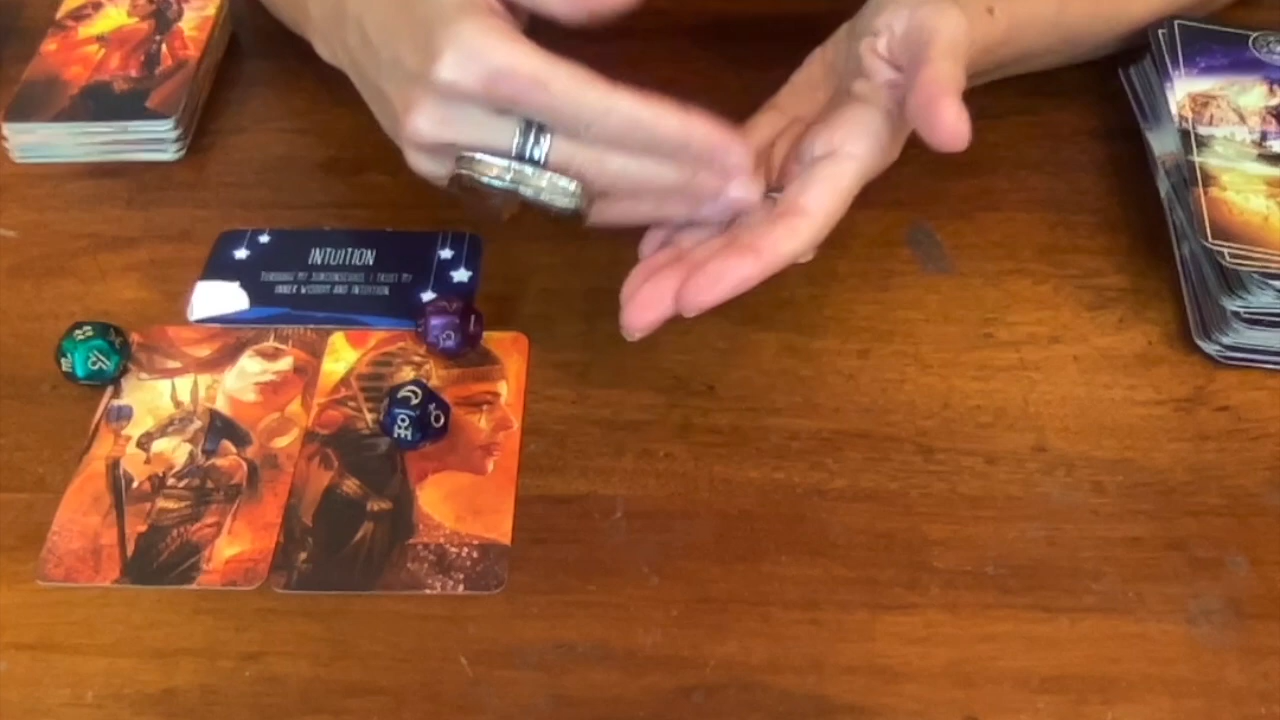 INTUITION
THROUGH MY SUBCONSCIOUS, I TRUST MY
INNER WISDOM AND INTUITION.